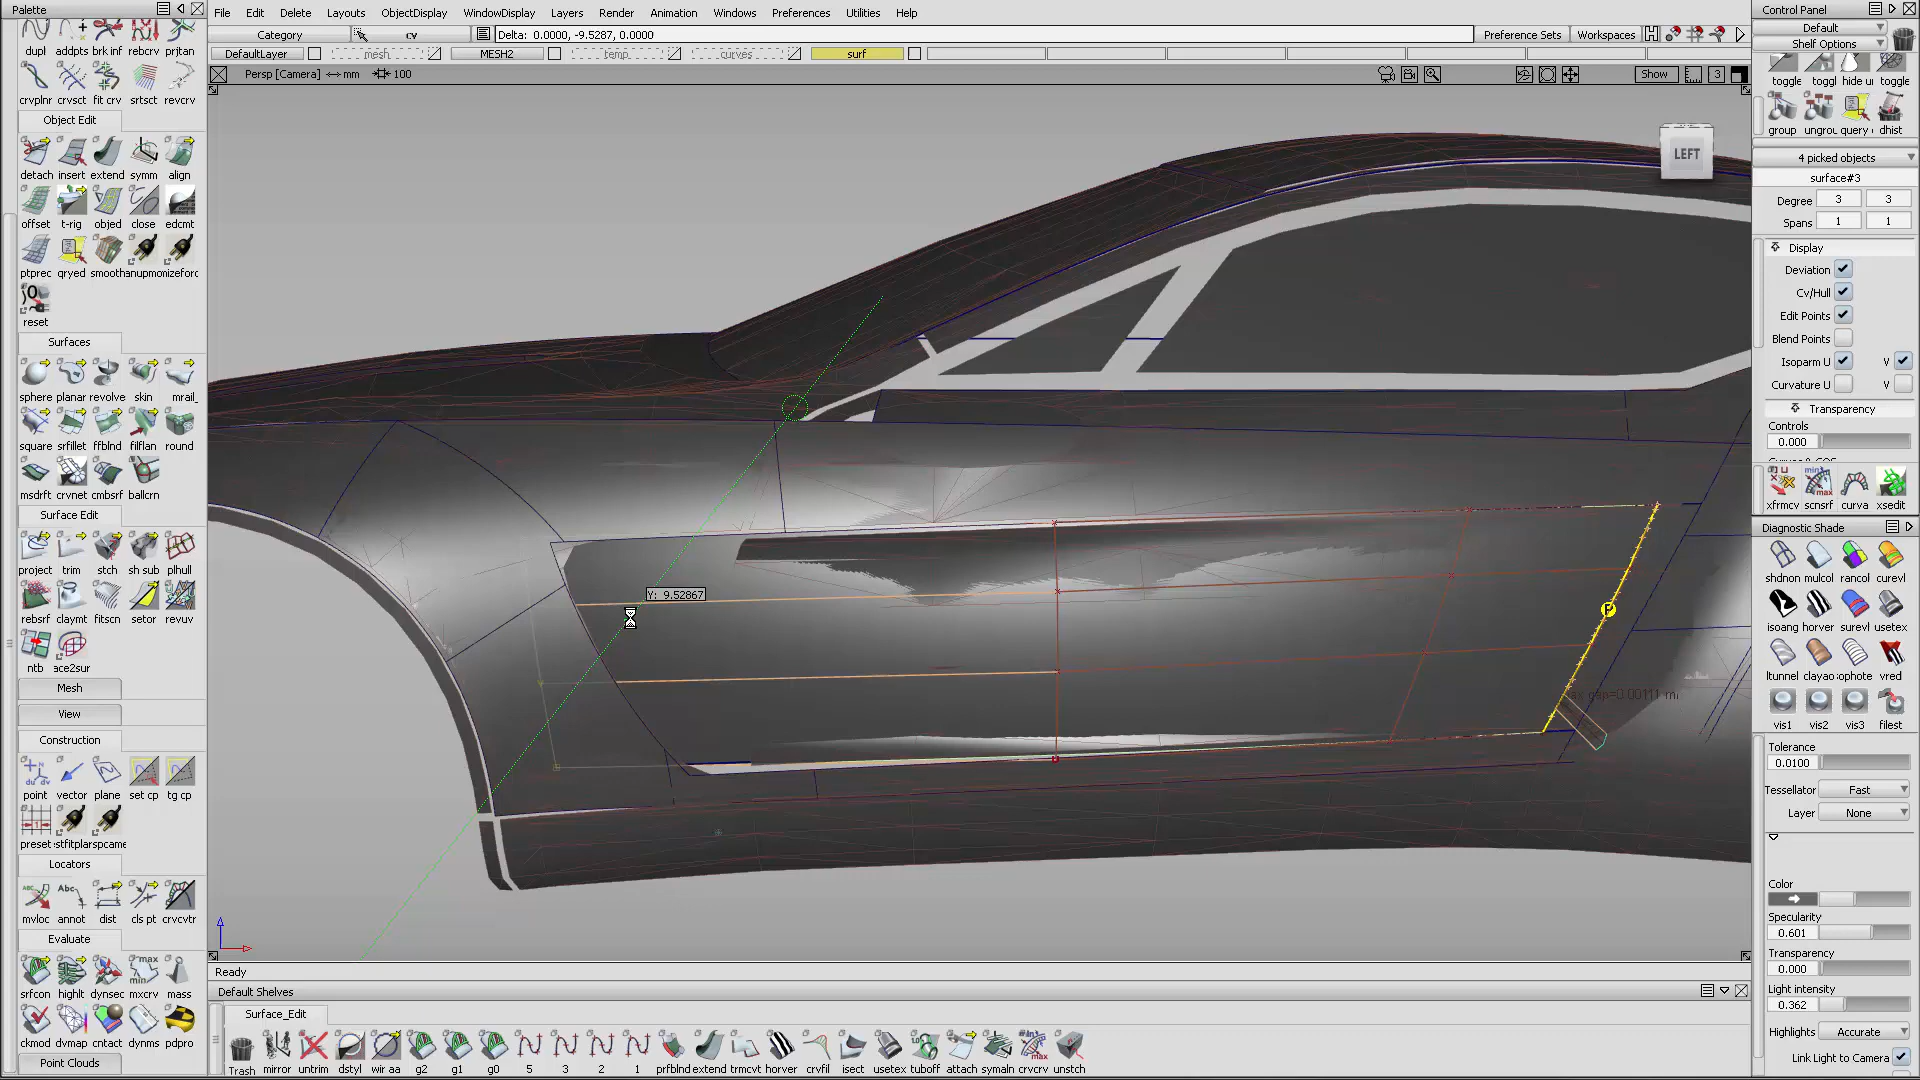 Palette
File Edit Delete Layouts ObjectDisplay WindowDisplay Layers Render Animation Windows Preferences Utilities Help
Control Panel
Category
cv
Delta: 0.0000, -9.5287, 0.0000
Preference Sets
Workspaces
Default
Shelf Options
DefaultLayer
mesh
MESH2
temp
curves
surf
Persp [Camera]
mm
100
Show
3
dupl addpts brk inf rebcrv prjtan
crvplnr crvsct fit crv srtsct revcrv
Object Edit
detach insert extend symm align
offset t-rig objed close edcmt
ptprec qryed
reset
Surfaces
sphere planar revolve skin mrail_
square srfillet ffblnd filflan round
msdrft crvnet cmbsrf ballcrn
Surface Edit
project trim stch sh sub plhull
rebsrf claymt fitscn setor revuv
ntb
Mesh
View
Construction
point vector plane set cp tg cp
preset
Locators
mvloc annot dist cls pt crvcvtr
Evaluate
srfcon highlt dynsec mxcrv mass
ckmod dvmap cntact dynms pdpro
Point Clouds
LEFT
Y: 9.52867
P
Ready
Default Shelves
Surface_Edit
Trash mirror untrim dstyl wir aa g2 g1 g0 5 3 2 1 prfblnd extend trmcvt horver crvfil isect usetex tuboff attach symaln crvcrv unstch
toggle toggl hide toggle
group query dhist
4 picked objects
surface#3
Degree 3 3
Spans 1 1
Display
Deviation
Cv/Hull
Edit Points
Blend Points
Isoparm U V
Curvature U V
Transparency
Controls
0.000
xfrmcv scnsrf curva xsedit
Diagnostic Shade
shdnon mulcol rancol curevl
isoang horver surevl usetex
ltunnel vred
vis1 vis2 vis3 filest
Tolerance
0.0100
Tessellator Fast
Layer None
Color
Specularity
0.601
Transparency
0.000
Light intensity
0.362
Highlights Accurate
Link Light to Camera